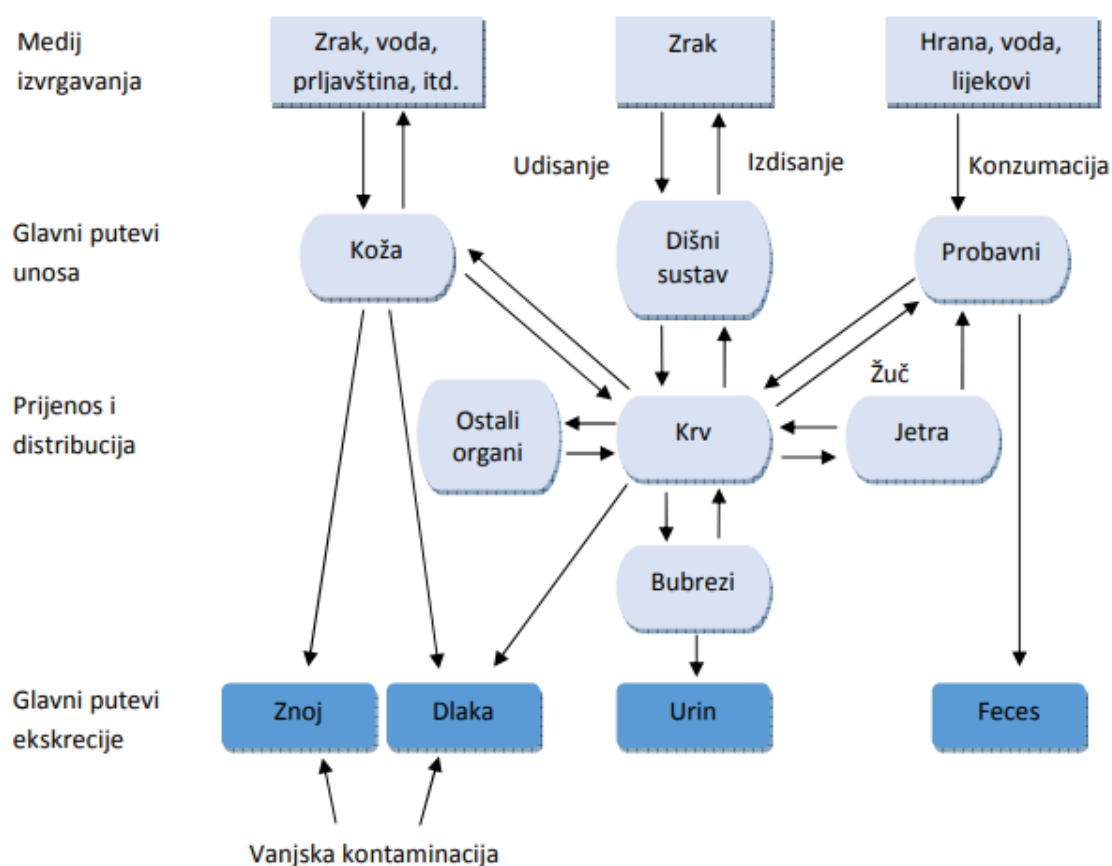 Medij
izvrgavanja
Zrak, voda,
prljavština, itd.
Zrak
Hrana, voda,
lijekovi
Udisanje
Izdisanje
Konzumacija
Glavni putevi
unosa
Koža
Dišni
sustav
Probavni
Prijenos i
distribucija
Ostali
organi
Krv
Žuč
Jetra
Bubrezi
Glavni putevi
ekskrecije
Znoj
Dlaka
Urin
Feces
Vanjska kontaminacija